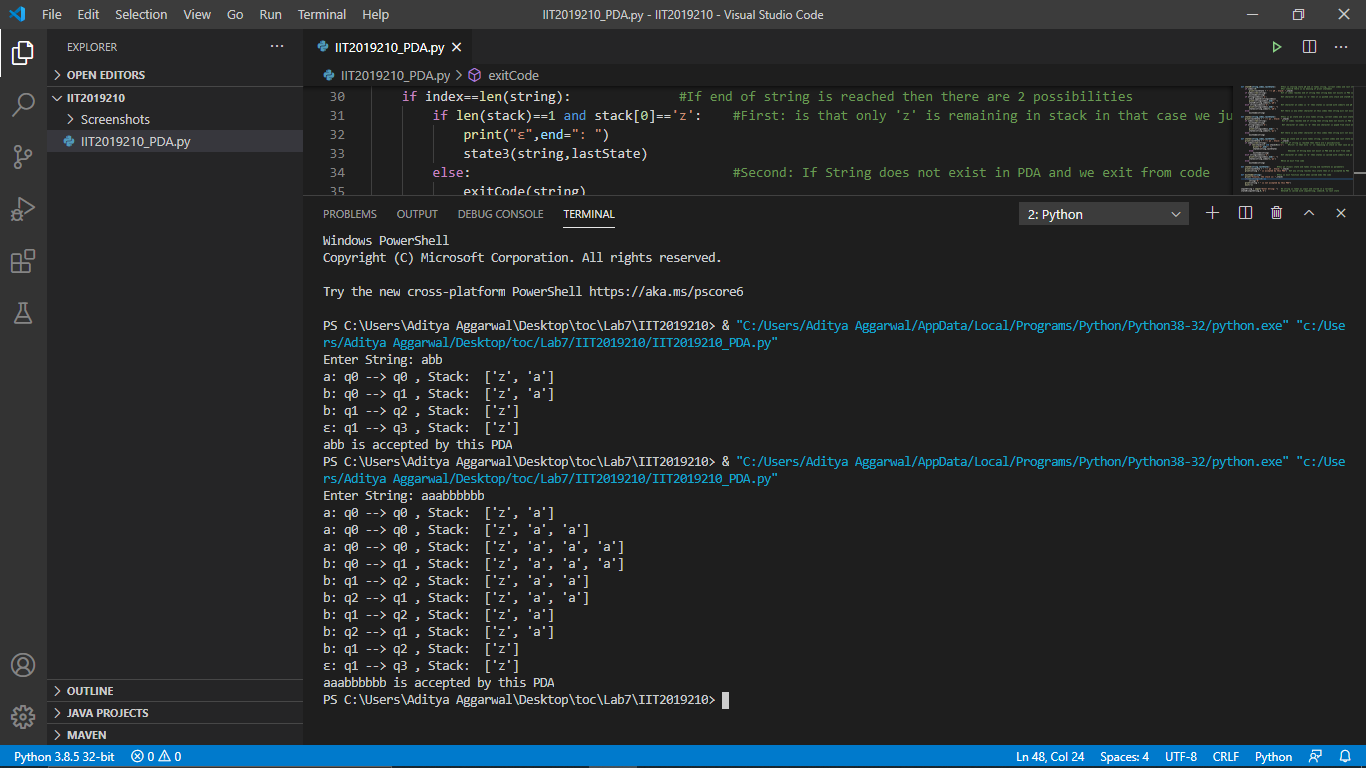 File Edit Selection View Go Run Terminal Help IIT2019210_PDA.py - IIT2019210 - Visual Studio Code
EXPLORER
OPEN EDITORS
IIT2019210
Screenshots
IIT2019210_PDA.py
OUTLINE
JAVA PROJECTS
MAVEN
IIT2019210_PDA.py
IIT2019210_PDA.py > exitCode
30 if index==len(string): #If end of string is reached then there are 2 possibilities
31 if len(stack)==1 and stack[0]=='z': #First: is that only 'z' is remaining in stack in that case we ju
32 print("ε",end=": ")
33 state3(string,lastState)
34 else: #Second: If String does not exist in PDA and we exit from code
35 exitCode(string)
PROBLEMS OUTPUT DEBUG CONSOLE TERMINAL 2: Python
Windows PowerShell
Copyright (C) Microsoft Corporation. All rights reserved.
Try the new cross-platform PowerShell https://aka.ms/pscore6
PS C:\Users\Aditya Aggarwal\Desktop\toc\Lab7\IIT2019210> & "C:/Users/Aditya Aggarwal/AppData/Local/Programs/Python/Python38-32/python.exe" "c:/Use
rs/Aditya Aggarwal/Desktop/toc/Lab7/IIT2019210/IIT2019210_PDA.py"
Enter String: abb
a: q0 --> q0 , Stack:  ['z', 'a']
b: q0 --> q1 , Stack:  ['z', 'a']
b: q1 --> q2 , Stack:  ['z']
ε: q1 --> q3 , Stack:  ['z']
abb is accepted by this PDA
PS C:\Users\Aditya Aggarwal\Desktop\toc\Lab7\IIT2019210> & "C:/Users/Aditya Aggarwal/AppData/Local/Programs/Python/Python38-32/python.exe" "c:/Use
rs/Aditya Aggarwal/Desktop/toc/Lab7/IIT2019210/IIT2019210_PDA.py"
Enter String: aaabbbbbb
a: q0 --> q0 , Stack:  ['z', 'a']
a: q0 --> q0 , Stack:  ['z', 'a', 'a']
a: q0 --> q0 , Stack:  ['z', 'a', 'a', 'a']
b: q0 --> q1 , Stack:  ['z', 'a', 'a', 'a']
b: q1 --> q2 , Stack:  ['z', 'a', 'a']
b: q2 --> q1 , Stack:  ['z', 'a', 'a']
b: q1 --> q2 , Stack:  ['z', 'a']
b: q2 --> q1 , Stack:  ['z', 'a']
b: q1 --> q2 , Stack:  ['z']
ε: q1 --> q3 , Stack:  ['z']
aaabbbbbb is accepted by this PDA
PS C:\Users\Aditya Aggarwal\Desktop\toc\Lab7\IIT2019210>
Python 3.8.5 32-bit 0 0 Ln 48, Col 24 Spaces: 4 UTF-8 CRLF Python